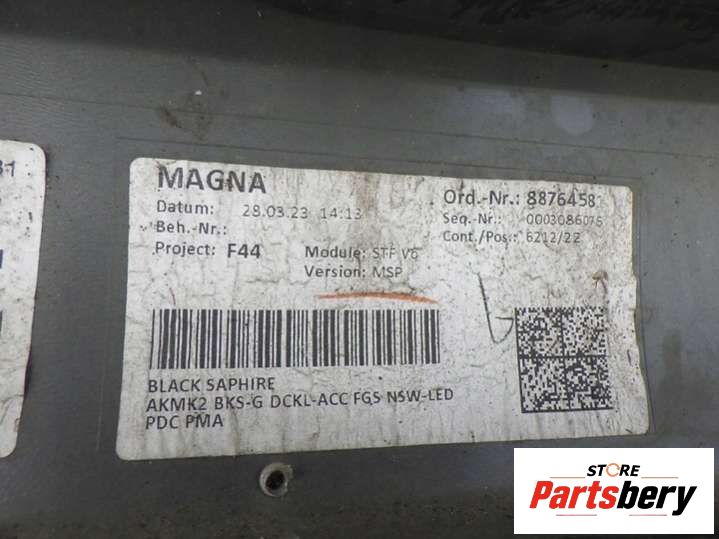 MAGNA
Datum: 28.03.23 14:13
Beh.-Nr.:
Project: F44
Module: STF V6
Version: MSP
Ord.-Nr.: 8876458
Seq.-Nr.: 0003086076
Cont./Pos.: 6212/22
BLACK SAPHIRE
AKMK2 BKS-G DCKL-ACC FGS NSW-LED
PDC PMA
STORE
Partsbery